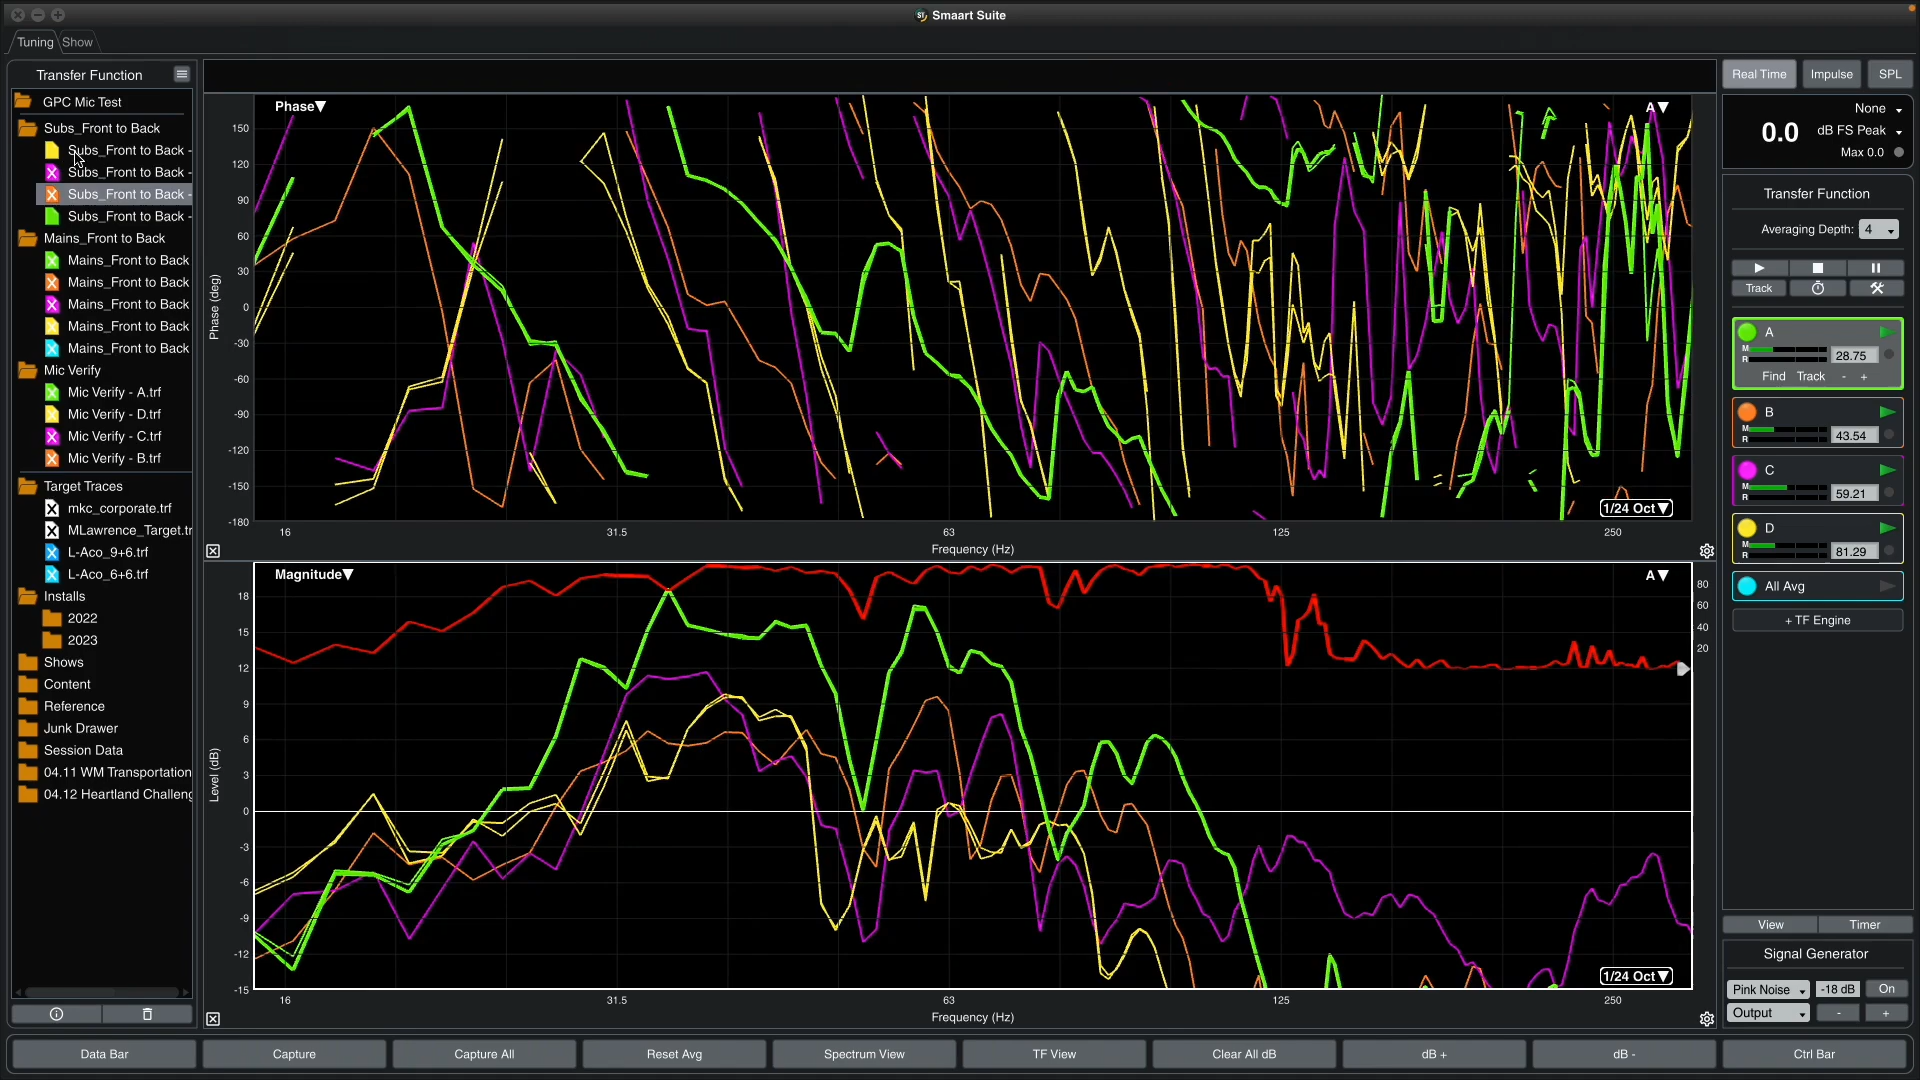 Smaart Suite
Tuning
Show
Transfer Function
GPC Mic Test
Subs_Front to Back
Subs_Front to Back -
Subs_Front to Back -
Subs_Front to Back -
Subs_Front to Back -
Mains_Front to Back
Mains_Front to Back
Mains_Front to Back
Mains_Front to Back
Mains_Front to Back
Mains_Front to Back
Mic Verify
Mic Verify - A.trf
Mic Verify - D.trf
Mic Verify - C.trf
Mic Verify - B.trf
Target Traces
mkc_corporate.trf
MLawrence_Target.tr
L-Aco_9+6.trf
L-Aco_6+6.trf
Installs
2022
2023
Shows
Content
Reference
Junk Drawer
Session Data
04.11 WM Transportation
04.12 Heartland Challeng
Phase
A
Phase (deg)
150
120
90
60
30
0
-30
-60
-90
-120
-150
-180
1/24 Oct
16
31.5
63
125
250
Frequency (Hz)
Magnitude
A
Level (dB)
18
15
12
9
6
3
0
-3
-6
-9
-12
-15
80
60
40
20
1/24 Oct
16
31.5
63
125
250
Frequency (Hz)
Real Time
Impulse
SPL
None
0.0
dB FS Peak
Max 0.0
Transfer Function
Averaging Depth: 4
Track
A
M
R
28.75
Find Track - +
B
M
R
43.54
C
M
R
59.21
D
M
R
81.29
All Avg
+ TF Engine
View
Timer
Signal Generator
Pink Noise
-18 dB
On
Output
-
+
Data Bar
Capture
Capture All
Reset Avg
Spectrum View
TF View
Clear All dB
dB +
dB -
Ctrl Bar